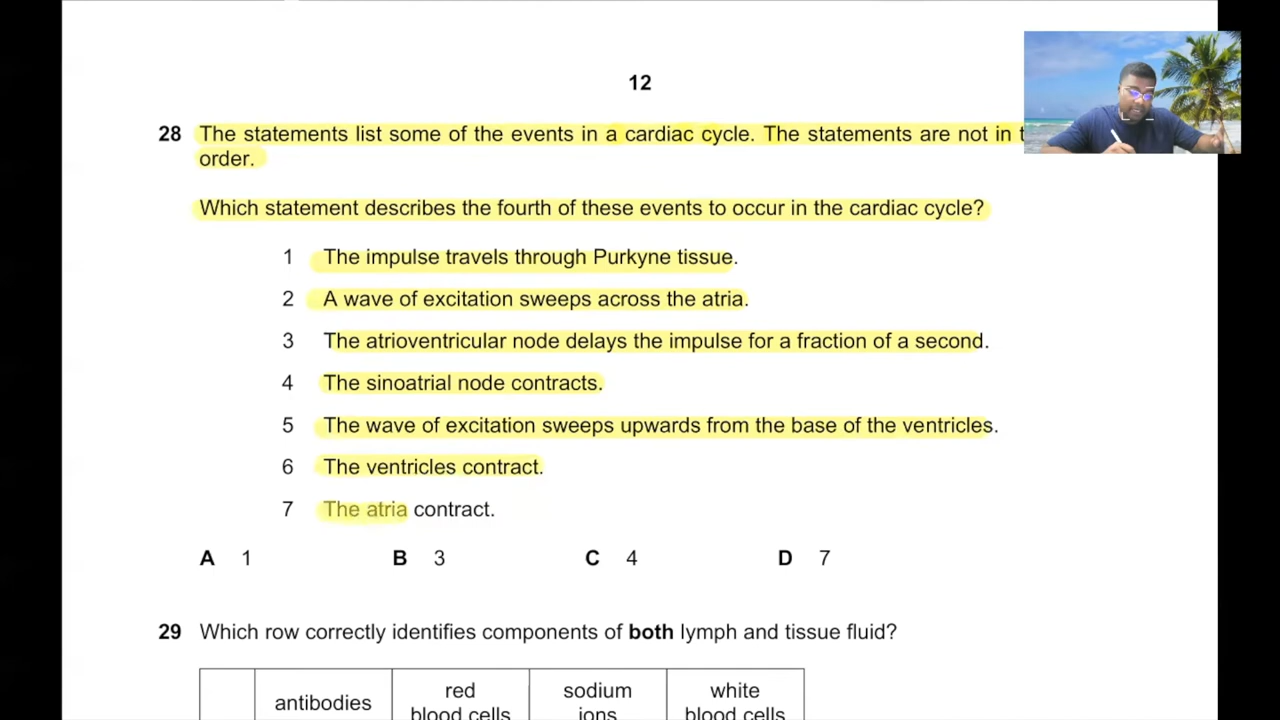 12
28 The statements list some of the events in a cardiac cycle. The statements are not in
order.
Which statement describes the fourth of these events to occur in the cardiac cycle?
1 The impulse travels through Purkyne tissue.
2 A wave of excitation sweeps across the atria.
3 The atrioventricular node delays the impulse for a fraction of a second.
4 The sinoatrial node contracts.
5 The wave of excitation sweeps upwards from the base of the ventricles.
6 The ventricles contract.
7 The atria contract.
A 1 B 3 C 4 D 7
29 Which row correctly identifies components of both lymph and tissue fluid?
antibodies red blood cells sodium ions white blood cells